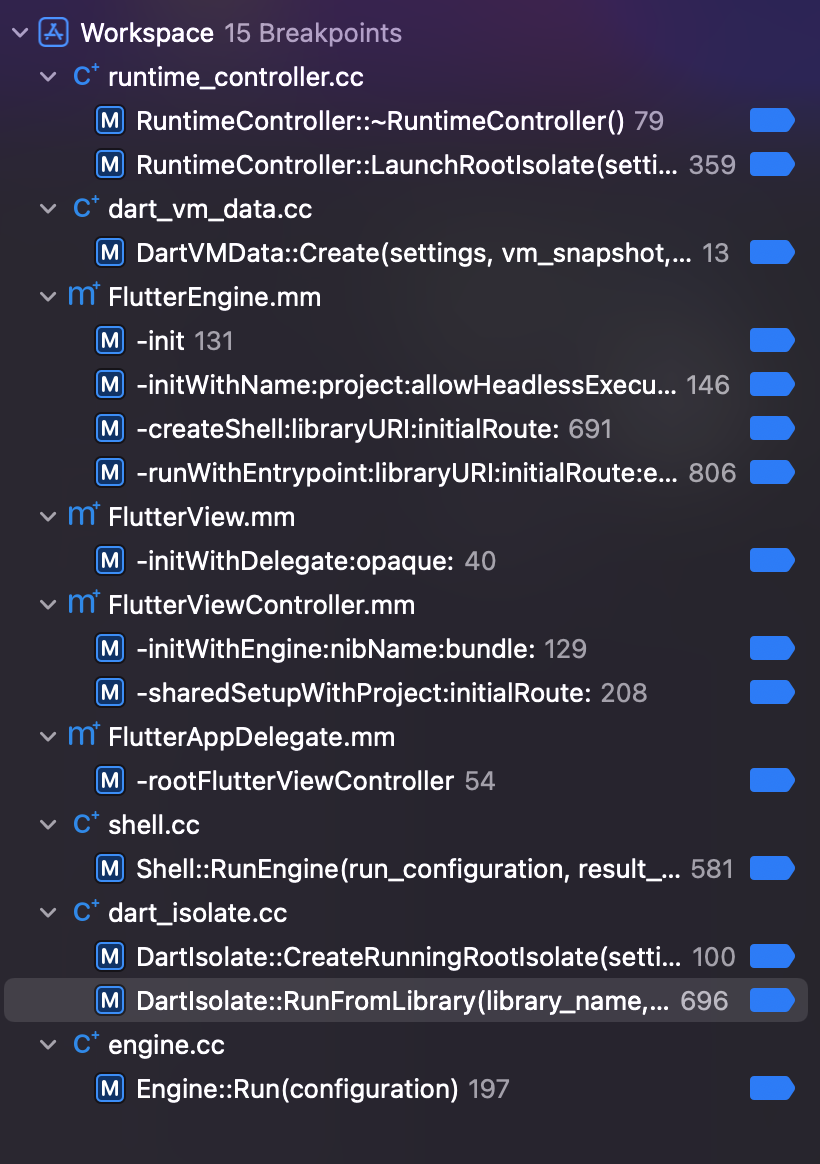 Workspace 15 Breakpoints
C+ runtime_controller.cc
M RuntimeController::~RuntimeController() 79
M RuntimeController::LaunchRootIsolate(setti... 359
C+ dart_vm_data.cc
M DartVMData::Create(settings, vm_snapshot,... 13
m+ FlutterEngine.mm
M -init 131
M -initWithName:project:allowHeadlessExecu... 146
M -createShell:libraryURI:initialRoute: 691
M -runWithEntrypoint:libraryURI:initialRoute:e... 806
m+ FlutterView.mm
M -initWithDelegate:opaque: 40
m+ FlutterViewController.mm
M -initWithEngine:nibName:bundle: 129
M -sharedSetupWithProject:initialRoute: 208
m+ FlutterAppDelegate.mm
M -rootFlutterViewController 54
C+ shell.cc
M Shell::RunEngine(run_configuration, result_... 581
C+ dart_isolate.cc
M DartIsolate::CreateRunningRootIsolate(setti... 100
M DartIsolate::RunFromLibrary(library_name,... 696
C+ engine.cc
M Engine::Run(configuration) 197